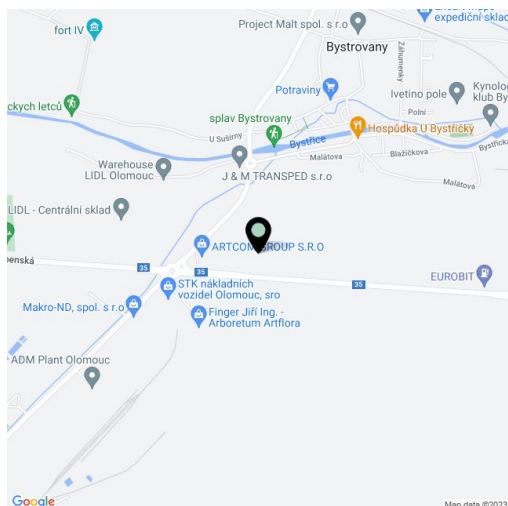 Project Malt spol. s r.o
expediční sklad
fort IV
Bystrovany
Záhumenky
Potraviny
Ivetino pole
Kynolog
klub By
Polní
ckych letců
splav Bystrovany
U Sušírny
Bystřice
Hospůdka U Bystřičky
Bystřická
Blažíčkova
Warehouse
LIDL Olomouc
Malátova
J & M TRANSPED s.r.o
Malátova
LIDL - Centrální sklad
ARTCOM GROUP S.R.O
penská
35
35
35
EUROBIT
STK nákladních
vozidel Olomouc, sro
Makro-ND, spol. s r.o
Finger Jiří Ing. -
Arboretum Artflora
ADM Plant Olomouc
Google
Map data ©2023